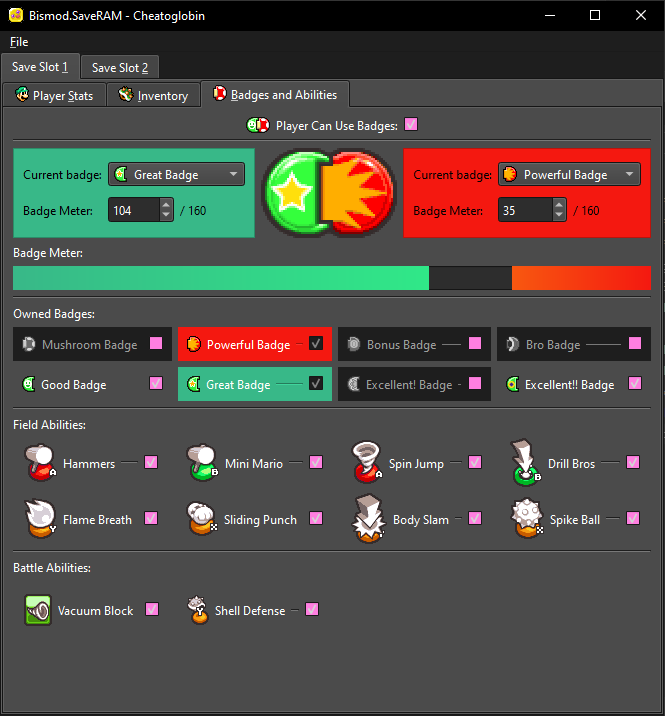 Bismod.SaveRAM - Cheatoglobin
File
Save Slot 1 Save Slot 2
Player Stats Inventory Badges and Abilities
Player Can Use Badges:
Current badge: Great Badge Current badge: Powerful Badge
Badge Meter: 104 / 160 Badge Meter: 35 / 160
Badge Meter:
Owned Badges:
Mushroom Badge Powerful Badge Bonus Badge Bro Badge
Good Badge Great Badge Excellent! Badge Excellent!! Badge
Field Abilities:
Hammers A Mini Mario B Spin Jump A Drill Bros B
Flame Breath Y Sliding Punch X Body Slam X Spike Ball X
Battle Abilities:
Vacuum Block Shell Defense